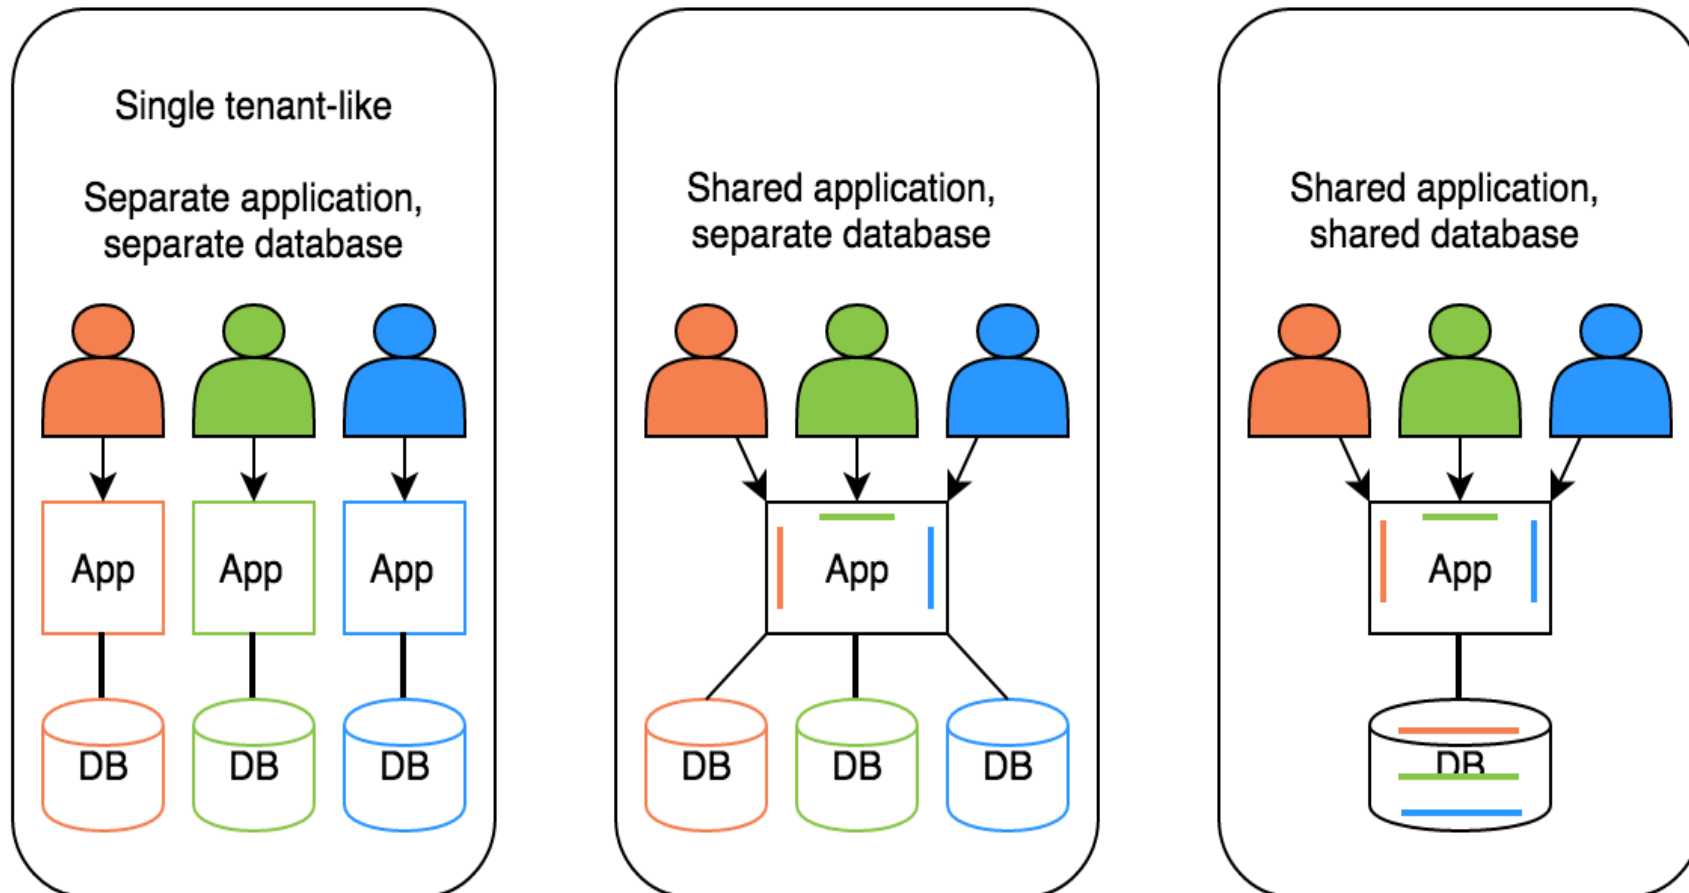 Single tenant-like
Separate application,
separate database
App
App
App
DB
DB
DB
Shared application,
separate database
App
DB
DB
DB
Shared application,
shared database
App
DB